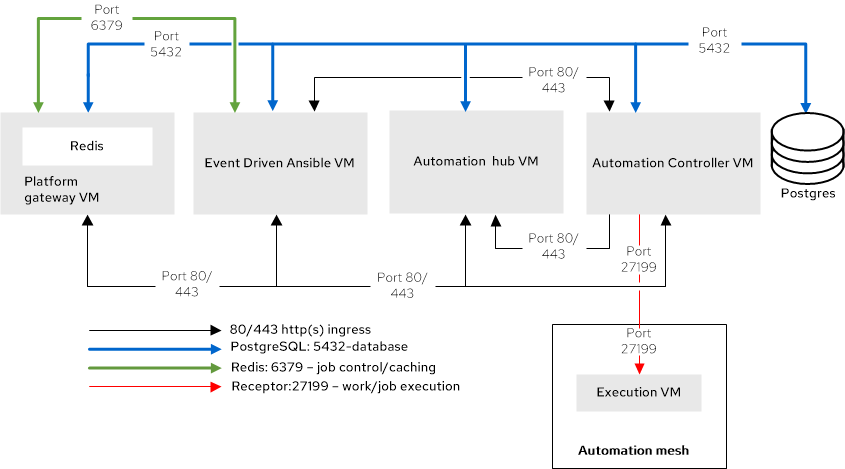 Port
6379
Port
5432
Port
5432
Port 80/
443
Redis
Platform
gateway VM
Event Driven Ansible VM
Automation hub VM
Automation Controller VM
Postgres
Port 80/
443
Port
27199
Port 80/
443
Port 80/
443
80/443 http(s) ingress
PostgreSQL: 5432-database
Redis: 6379 – job control/caching
Receptor:27199 – work/job execution
Port
27199
Execution VM
Automation mesh